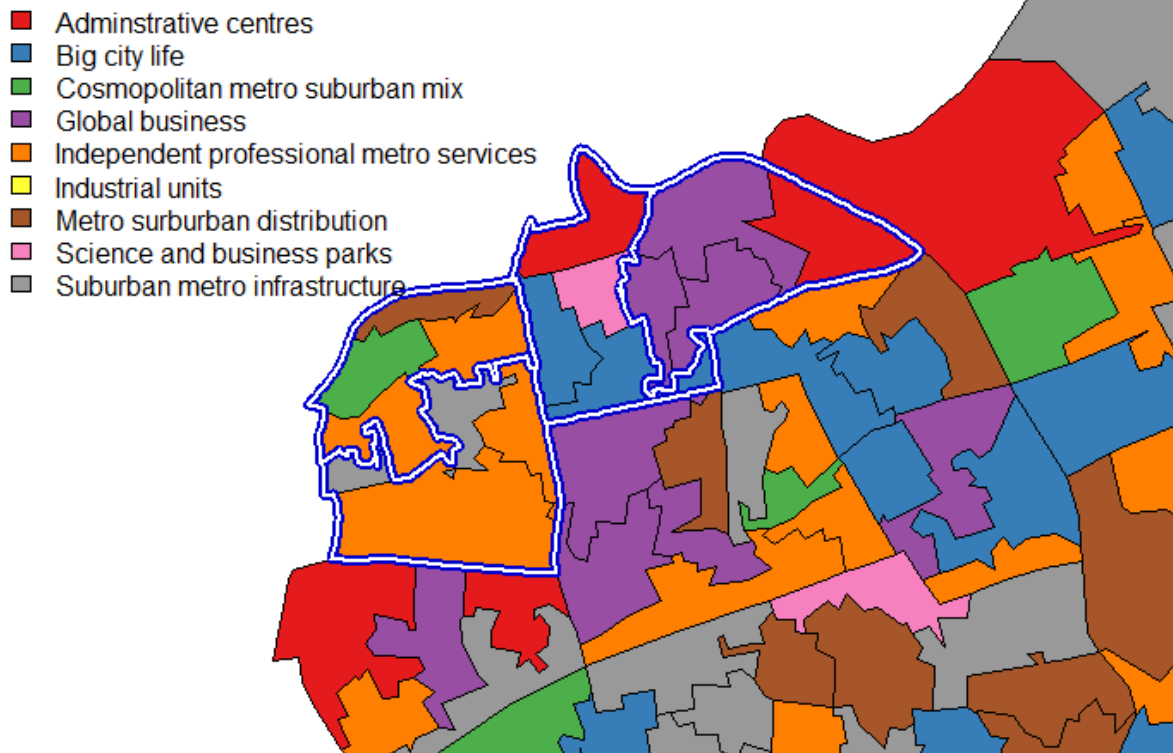 Adminstrative centres
Big city life
Cosmopolitan metro suburban mix
Global business
Independent professional metro services
Industrial units
Metro surburban distribution
Science and business parks
Suburban metro infrastructure